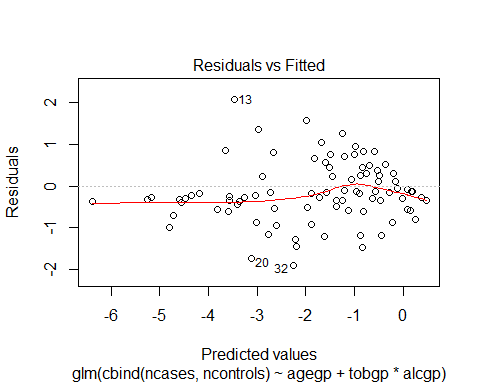 Residuals vs Fitted
Residuals
2
1
0
-1
-2
13
20
32
-6 -5 -4 -3 -2 -1 0
Predicted values
glm(cbind(ncases, ncontrols) ~ agegp + tobgp * alcgp)